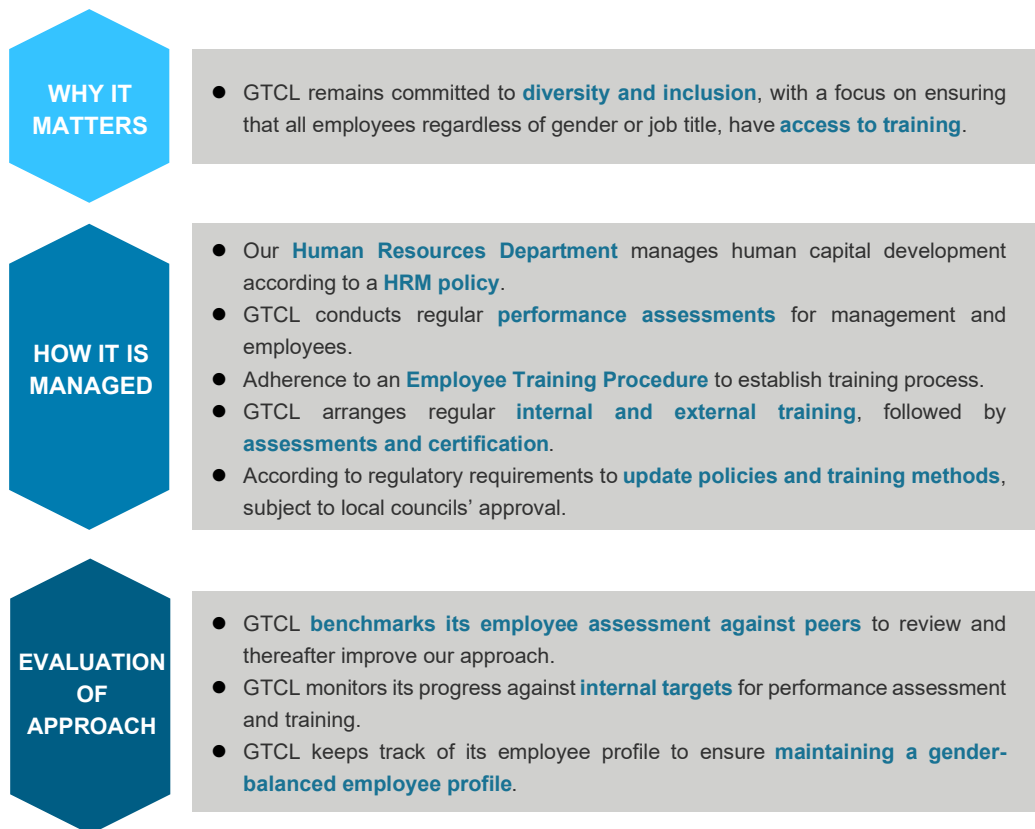 WHY IT
MATTERS
● GTCL remains committed to diversity and inclusion, with a focus on ensuring
that all employees regardless of gender or job title, have access to training.
HOW IT IS
MANAGED
● Our Human Resources Department manages human capital development
according to a HRM policy.
● GTCL conducts regular performance assessments for management and
employees.
● Adherence to an Employee Training Procedure to establish training process.
● GTCL arranges regular internal and external training, followed by
assessments and certification.
● According to regulatory requirements to update policies and training methods,
subject to local councils’ approval.
EVALUATION
OF
APPROACH
● GTCL benchmarks its employee assessment against peers to review and
thereafter improve our approach.
● GTCL monitors its progress against internal targets for performance assessment
and training.
● GTCL keeps track of its employee profile to ensure maintaining a gender-
balanced employee profile.